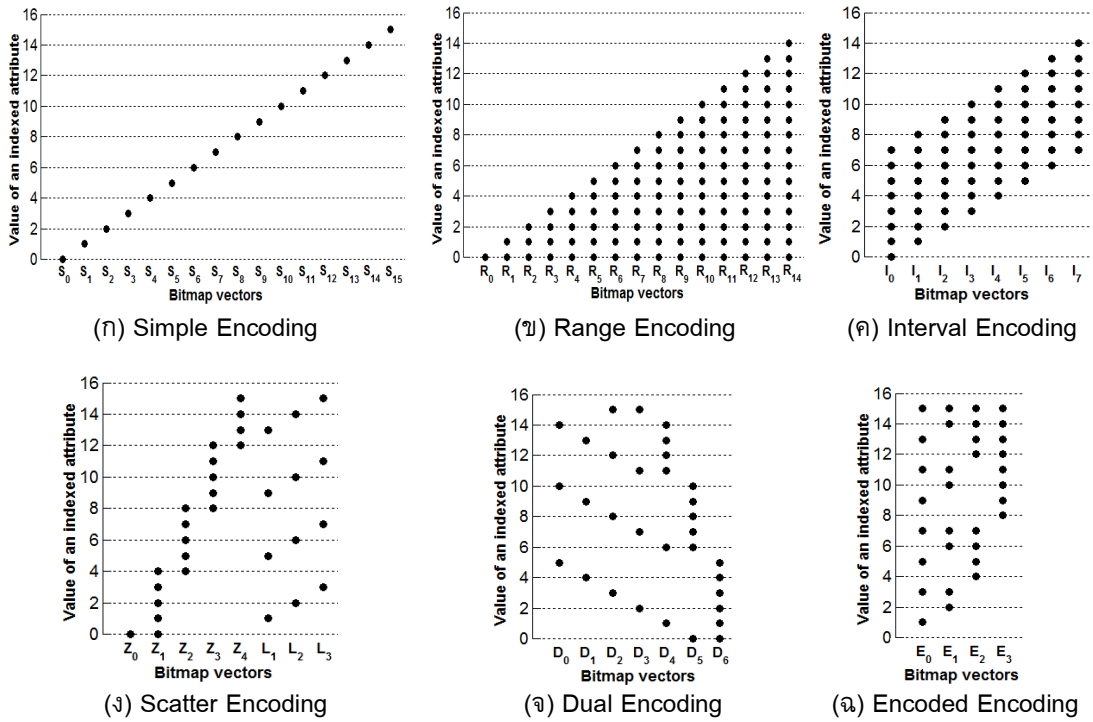 Value of an indexed attribute
16
14
12
10
8
6
4
2
0
S0 S1 S2 S3 S4 S5 S6 S7 S8 S9 S10 S11 S12 S13 S14 S15
Bitmap vectors
(ก) Simple Encoding
Value of an indexed attribute
16
14
12
10
8
6
4
2
0
R0 R1 R2 R3 R4 R5 R6 R7 R8 R9 R10 R11 R12 R13 R14
Bitmap vectors
(ข) Range Encoding
Value of an indexed attribute
16
14
12
10
8
6
4
2
0
I0 I1 I2 I3 I4 I5 I6 I7
Bitmap vectors
(ค) Interval Encoding
Value of an indexed attribute
16
14
12
10
8
6
4
2
0
Z0 Z1 Z2 Z3 Z4 L1 L2 L3
Bitmap vectors
(ง) Scatter Encoding
Value of an indexed attribute
16
14
12
10
8
6
4
2
0
D0 D1 D2 D3 D4 D5 D6
Bitmap vectors
(จ) Dual Encoding
Value of an indexed attribute
16
14
12
10
8
6
4
2
0
E0 E1 E2 E3
Bitmap vectors
(ฉ) Encoded Encoding